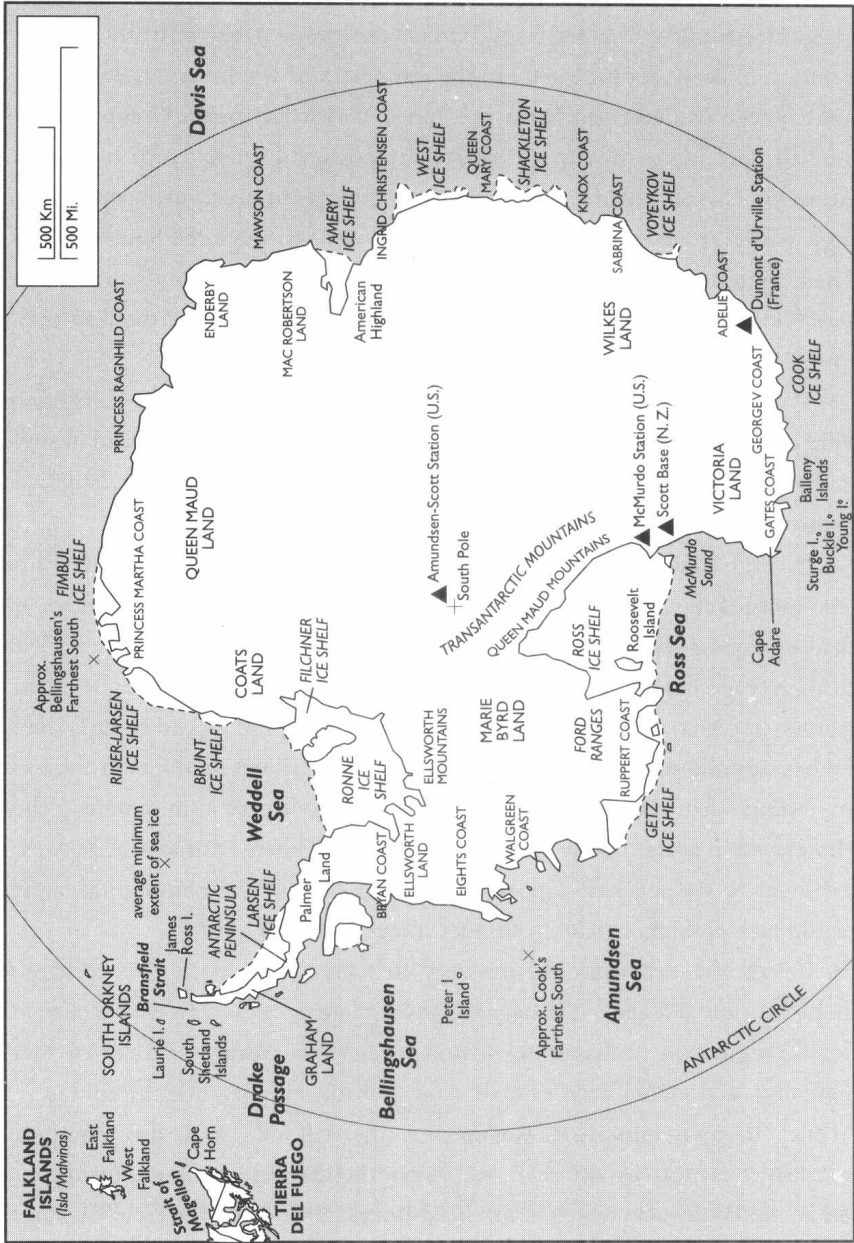 FALKLAND
ISLANDS
(Isla Malvinas)
East
Falkland
West
Falkland
Strait of
Magellon
Cape
Horn
TIERRA
DEL FUEGO
SOUTH ORKNEY
ISLANDS
Laurie I.
Bransfield
Strait
James
Ross I.
South
Shetland
Islands
Drake
Passage
average minimum
extent of sea ice
ANTARCTIC
PENINSULA
LARSEN
ICE SHELF
GRAHAM
LAND
Palmer
Land
Weddell
Sea
Bellingshausen
Sea
Peter I
Island
Approx. Cook's
Farthest South
Amundsen
Sea
ANTARCTIC CIRCLE
Approx.
Bellingshausen's
Farthest South
RIISER-LARSEN
ICE SHELF
BRUNT
ICE SHELF
FIMBUL
ICE SHELF
PRINCESS MARTHA COAST
PRINCESS RAGNHILD COAST
QUEEN MAUD
LAND
COATS
LAND
FILCHNER
ICE SHELF
RONNE
ICE
SHELF
BRYAN COAST
ELLSWORTH
LAND
ELLSWORTH
MOUNTAINS
EIGHTS COAST
WALGREEN
COAST
MARIE
BYRD
LAND
FORD
RANGES
RUPPERT COAST
GETZ
ICE SHELF
ROSS
ICE SHELF
Roosevelt
Island
Ross Sea
TRANSANTARCTIC MOUNTAINS
QUEEN MAUD MOUNTAINS
Amundsen-Scott Station (U.S.)
South Pole
McMurdo Station (U.S.)
Scott Base (N. Z.)
McMurdo
Sound
VICTORIA
LAND
Cape
Adare
GATES COAST
GEORGEV COAST
Balleny
Islands
Sturge I.
Buckle I.
Young I.
COOK
ICE SHELF
ADELIE COAST
Dumont d'Urville Station
(France)
WILKES
LAND
VOYEYKOV
ICE SHELF
SABRINA COAST
KNOX COAST
SHACKLETON
ICE SHELF
QUEEN
MARY COAST
WEST
ICE SHELF
INGRID CHRISTENSEN COAST
AMERY
ICE SHELF
American
Highland
MAC ROBERTSON
LAND
MAWSON COAST
ENDERBY
LAND
Davis Sea
500 Km
500 Mi.